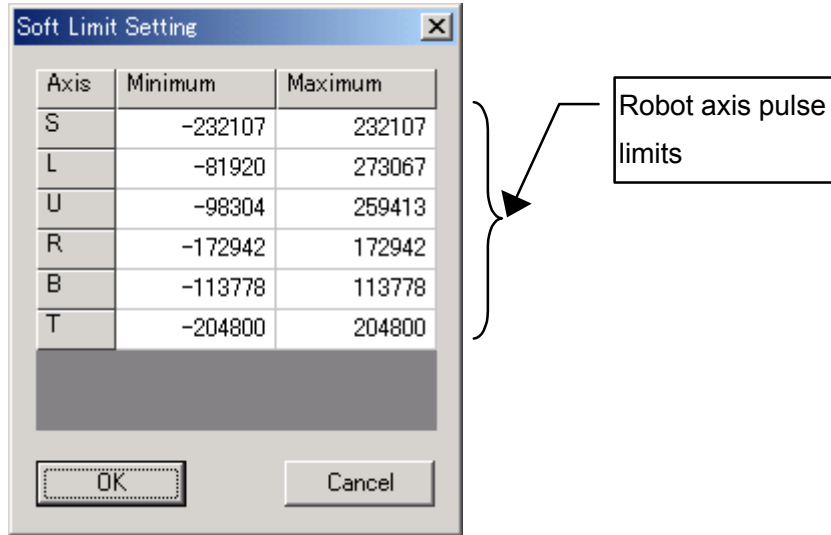 Soft Limit Setting
Axis Minimum Maximum
S -232107 232107
L -81920 273067
U -98304 259413
R -172942 172942
B -113778 113778
T -204800 204800
OK Cancel
Robot axis pulse
limits